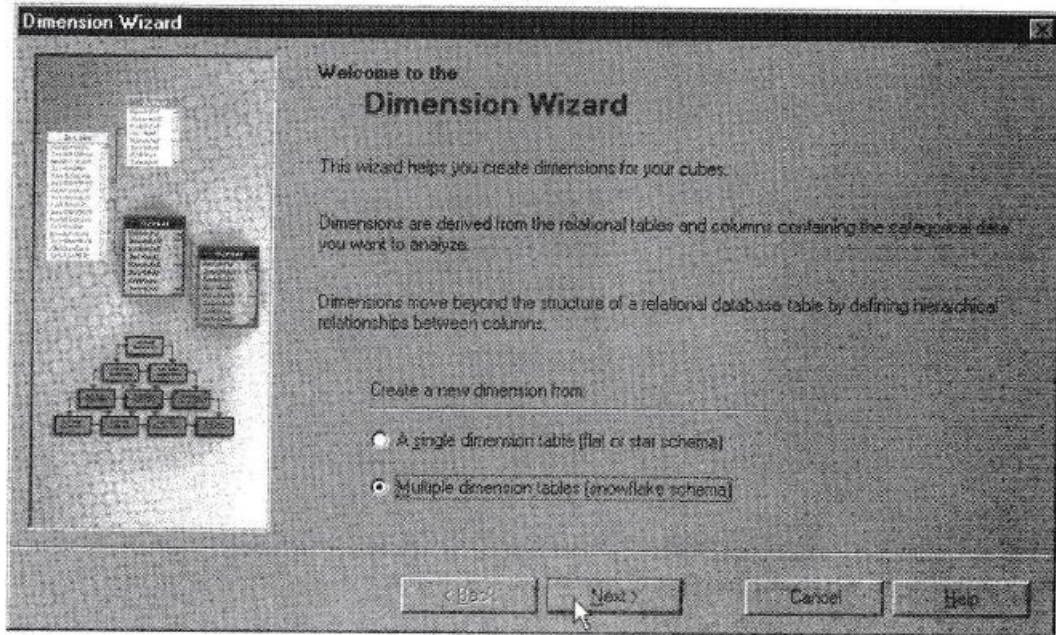 Dimension Wizard
Welcome to the
Dimension Wizard
This wizard helps you create dimensions for your cubes.
Dimensions are derived from the relational tables and columns containing the categorical data
you want to analyze.
Dimensions move beyond the structure of a relational database table by defining hierarchical
relationships between columns.
Create a new dimension from:
A single dimension table (flat or star schema)
Multiple dimension tables (snowflake schema)
< Back
Next >
Cancel
Help